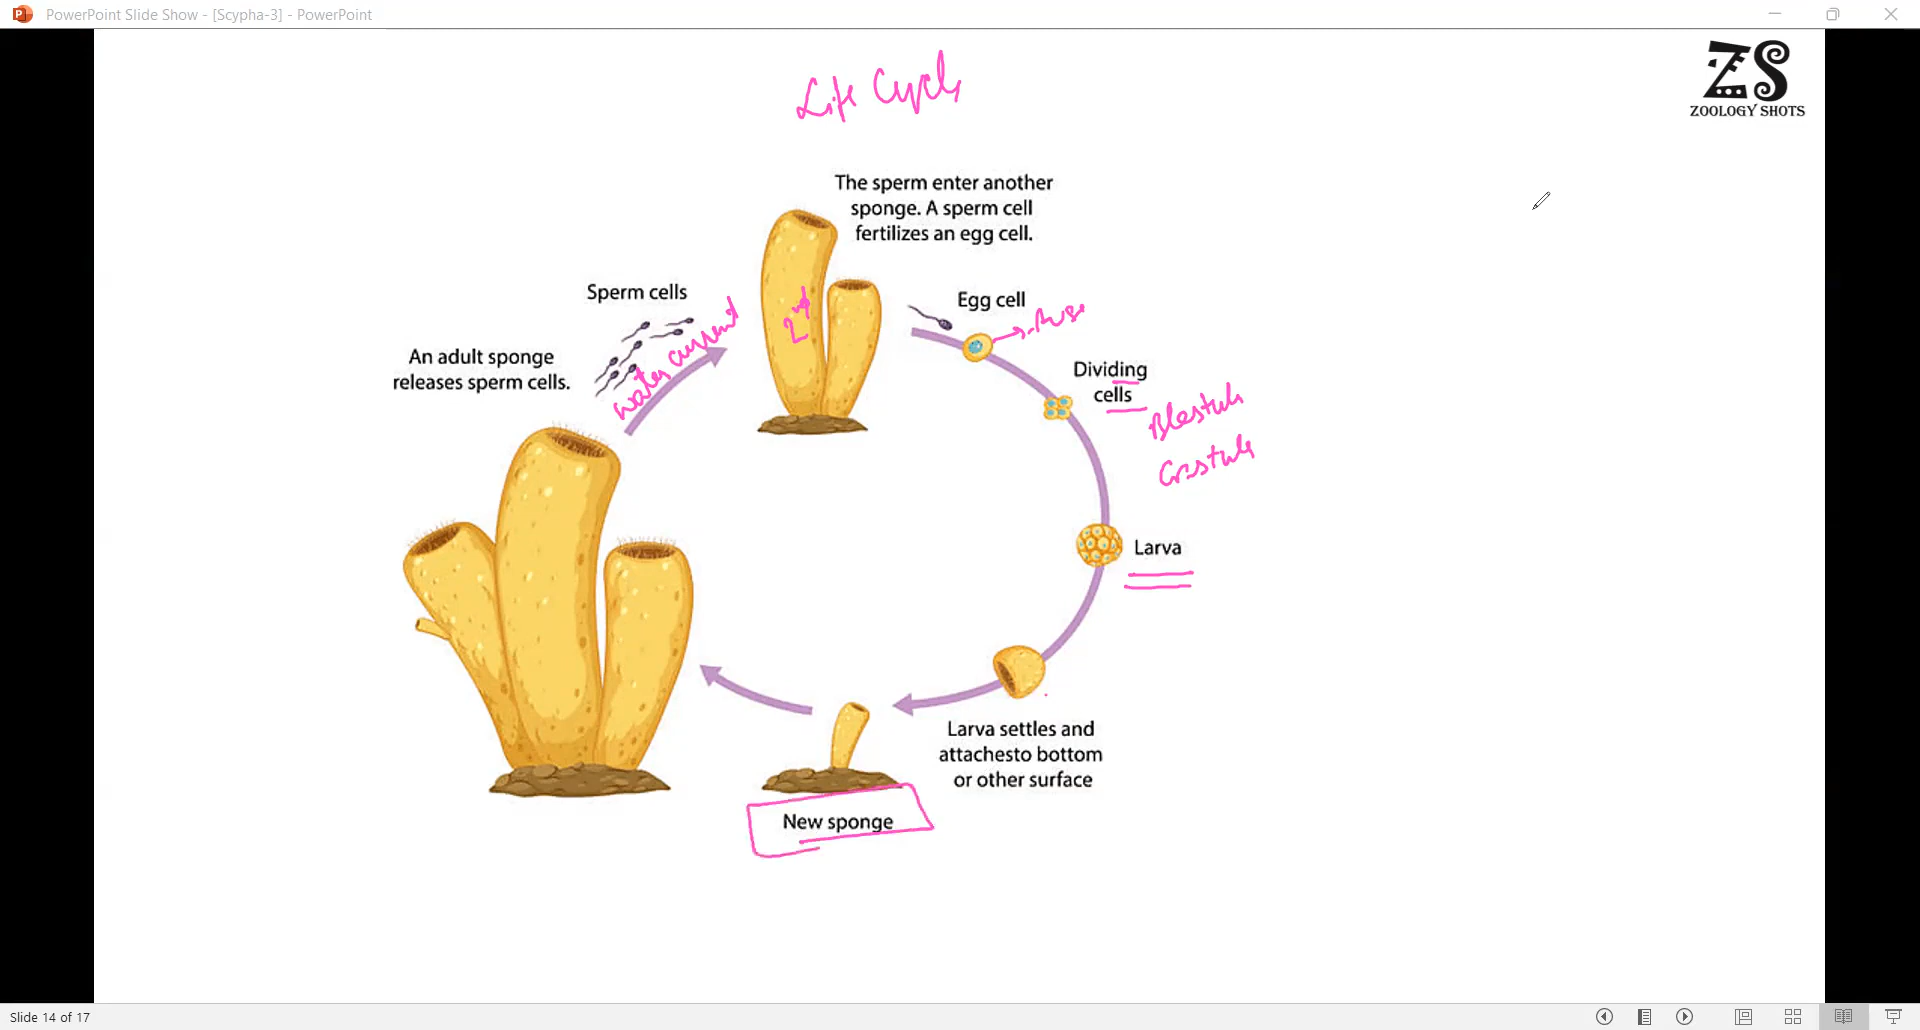 PowerPoint Slide Show - [Scypha-3] - PowerPoint
Life Cycle
ZS
ZOOLOGY SHOTS
The sperm enter another
sponge. A sperm cell
fertilizes an egg cell.
Sperm cells
water current
2nd
An adult sponge
releases sperm cells.
Egg cell
Dividing
cells
Blastula
Gastrula
Larva
Larva settles and
attachesto bottom
or other surface
New sponge
Slide 14 of 17